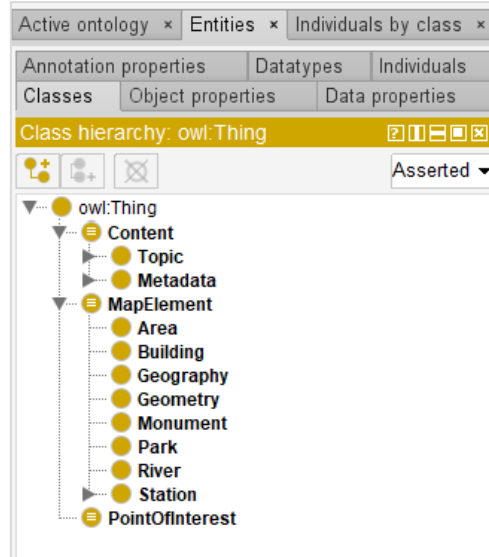 Active ontology × Entities × Individuals by class ×
Annotation properties Datatypes Individuals
Classes Object properties Data properties
Class hierarchy: owl:Thing
Asserted
owl:Thing
Content
Topic
Metadata
MapElement
Area
Building
Geography
Geometry
Monument
Park
River
Station
PointOfInterest